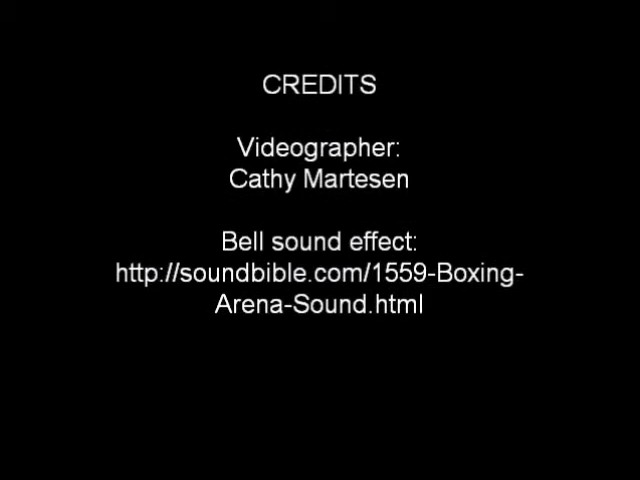 CREDITS
Videographer:
Cathy Martesen
Bell sound effect:
http://soundbible.com/1559-Boxing-
Arena-Sound.html